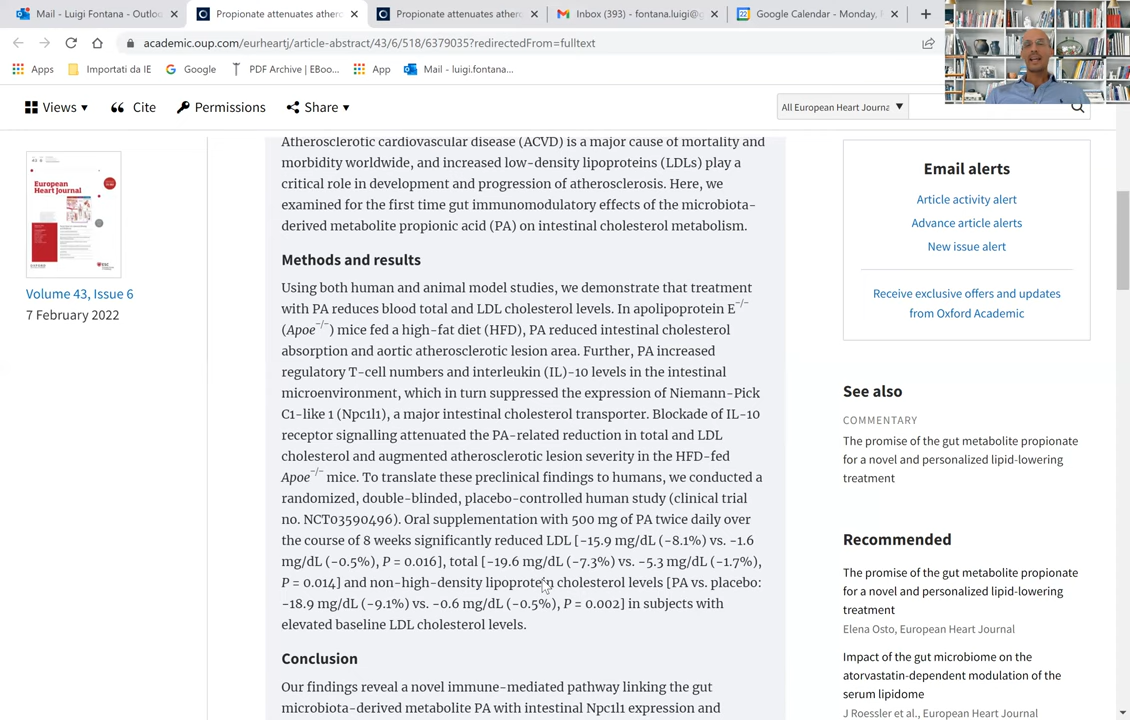 Mail - Luigi Fontana - Outloo
Propionate attenuates ather
Propionate attenuates ather
Inbox (393) - fontana.luigi@g
Google Calendar - Monday,
academic.oup.com/eurheartj/article-abstract/43/6/518/6379035?redirectedFrom=fulltext
Apps
Importati da IE
Google
PDF Archive | EBoo...
App
Mail - luigi.fontana...
Views
Cite
Permissions
Share
All European Heart Journa
European
Heart Journal
Volume 43, Issue 6
7 February 2022
Atherosclerotic cardiovascular disease (ACVD) is a major cause of mortality and
morbidity worldwide, and increased low-density lipoproteins (LDLs) play a
critical role in development and progression of atherosclerosis. Here, we
examined for the first time gut immunomodulatory effects of the microbiota-
derived metabolite propionic acid (PA) on intestinal cholesterol metabolism.
Methods and results
Using both human and animal model studies, we demonstrate that treatment
with PA reduces blood total and LDL cholesterol levels. In apolipoprotein E−/−
(Apoe−/−) mice fed a high-fat diet (HFD), PA reduced intestinal cholesterol
absorption and aortic atherosclerotic lesion area. Further, PA increased
regulatory T-cell numbers and interleukin (IL)-10 levels in the intestinal
microenvironment, which in turn suppressed the expression of Niemann-Pick
C1-like 1 (Npc1l1), a major intestinal cholesterol transporter. Blockade of IL-10
receptor signalling attenuated the PA-related reduction in total and LDL
cholesterol and augmented atherosclerotic lesion severity in the HFD-fed
Apoe−/− mice. To translate these preclinical findings to humans, we conducted a
randomized, double-blinded, placebo-controlled human study (clinical trial
no. NCT03590496). Oral supplementation with 500 mg of PA twice daily over
the course of 8 weeks significantly reduced LDL [−15.9 mg/dL (−8.1%) vs. −1.6
mg/dL (−0.5%), P = 0.016], total [−19.6 mg/dL (−7.3%) vs. −5.3 mg/dL (−1.7%),
P = 0.014] and non-high-density lipoprotein cholesterol levels [PA vs. placebo:
−18.9 mg/dL (−9.1%) vs. −0.6 mg/dL (−0.5%), P = 0.002] in subjects with
elevated baseline LDL cholesterol levels.
Conclusion
Our findings reveal a novel immune-mediated pathway linking the gut
microbiota-derived metabolite PA with intestinal Npc1l1 expression and
Email alerts
Article activity alert
Advance article alerts
New issue alert
Receive exclusive offers and updates
from Oxford Academic
See also
COMMENTARY
The promise of the gut metabolite propionate
for a novel and personalized lipid-lowering
treatment
Recommended
The promise of the gut metabolite propionate
for a novel and personalized lipid-lowering
treatment
Elena Osto, European Heart Journal
Impact of the gut microbiome on the
atorvastatin-dependent modulation of the
serum lipidome
J Roessler et al., European Heart Journal